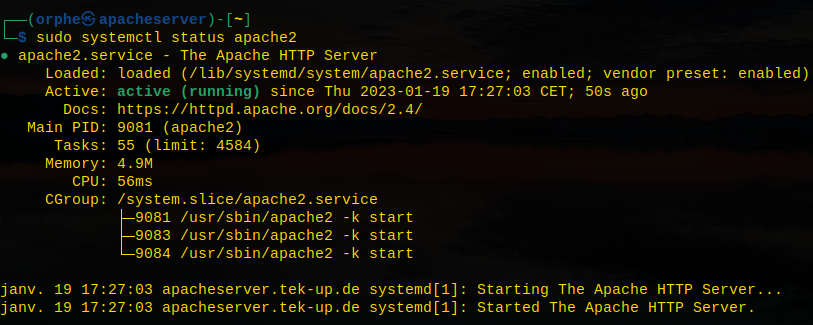 ┌──(orphe㉿apacheserver)-[~]
└─$ sudo systemctl status apache2
● apache2.service - The Apache HTTP Server
     Loaded: loaded (/lib/systemd/system/apache2.service; enabled; vendor preset: enabled)
     Active: active (running) since Thu 2023-01-19 17:27:03 CET; 50s ago
       Docs: https://httpd.apache.org/docs/2.4/
   Main PID: 9081 (apache2)
      Tasks: 55 (limit: 4584)
     Memory: 4.9M
        CPU: 56ms
     CGroup: /system.slice/apache2.service
             ├─9081 /usr/sbin/apache2 -k start
             ├─9083 /usr/sbin/apache2 -k start
             └─9084 /usr/sbin/apache2 -k start
janv. 19 17:27:03 apacheserver.tek-up.de systemd[1]: Starting The Apache HTTP Server...
janv. 19 17:27:03 apacheserver.tek-up.de systemd[1]: Started The Apache HTTP Server.